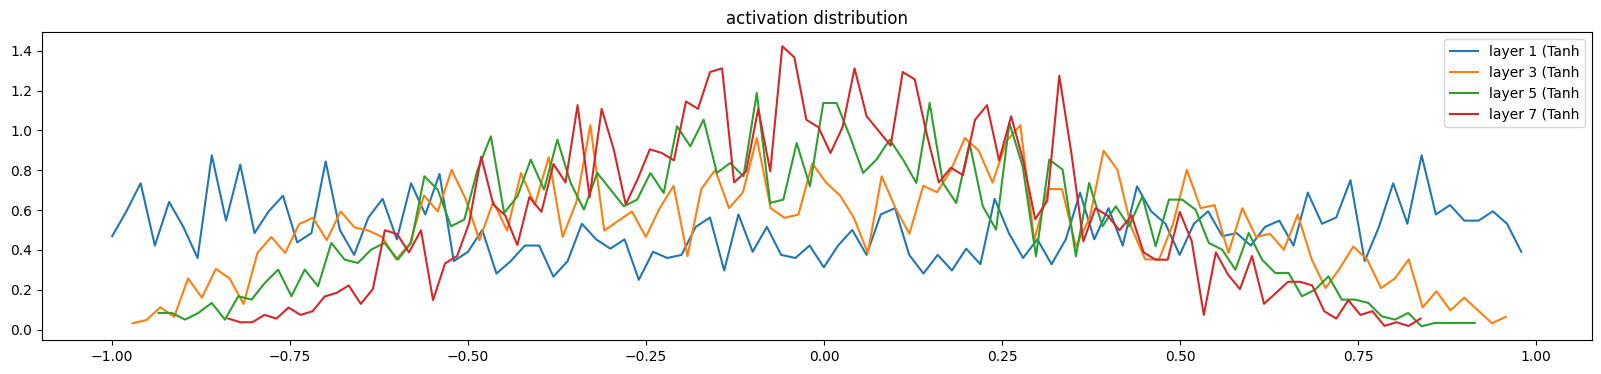 activation distribution
layer 1 (Tanh
layer 3 (Tanh
layer 5 (Tanh
layer 7 (Tanh
1.4
1.2
1.0
0.8
0.6
0.4
0.2
0.0
−1.00 −0.75 −0.50 −0.25 0.00 0.25 0.50 0.75 1.00